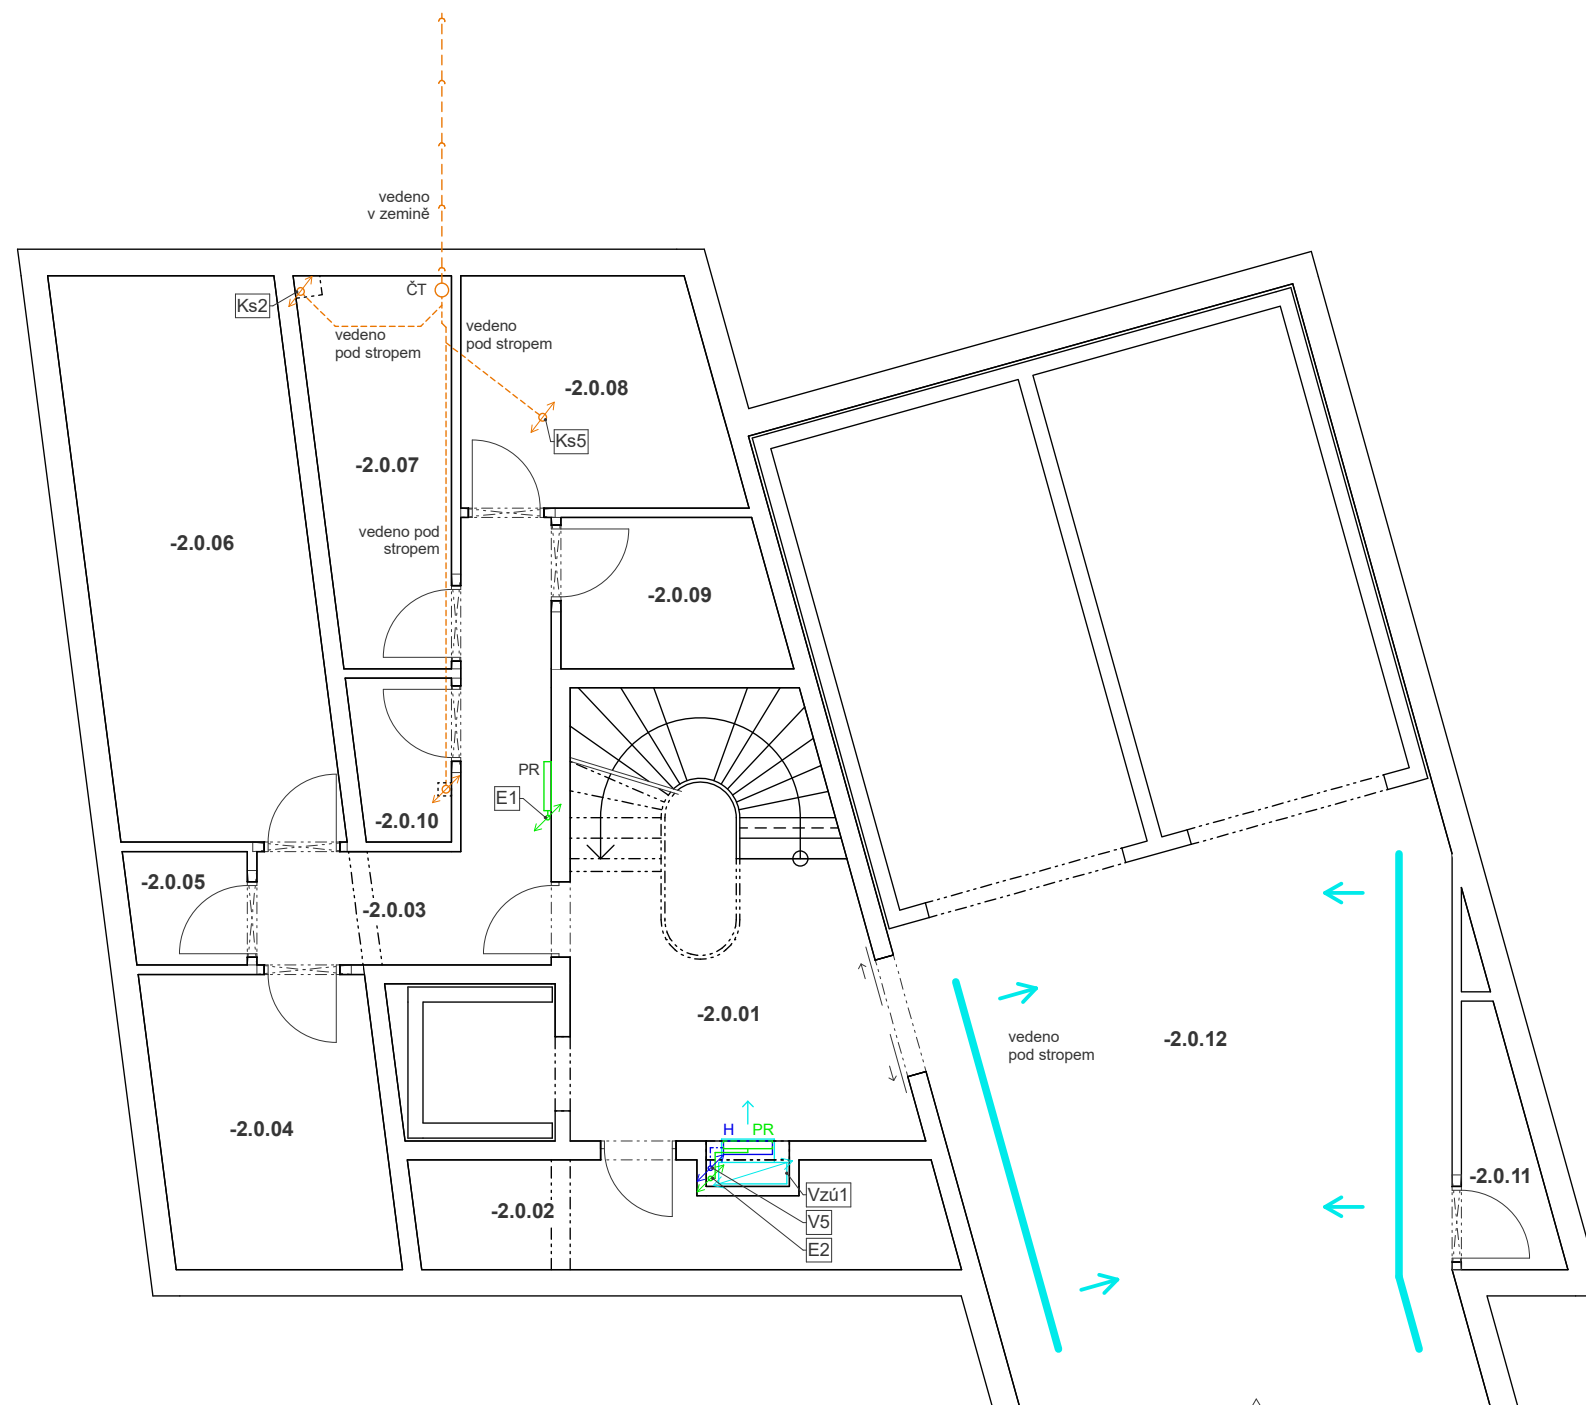 vedeno
v zemině
Ks2
ČT
vedeno
pod stropem
vedeno
pod stropem
-2.0.08
Ks5
-2.0.07
vedeno pod
stropem
-2.0.06
-2.0.09
PR
E1
-2.0.10
-2.0.05
-2.0.03
-2.0.01
vedeno
pod stropem
-2.0.12
-2.0.04
H
PR
-2.0.11
Vzú1
-2.0.02
V5
E2